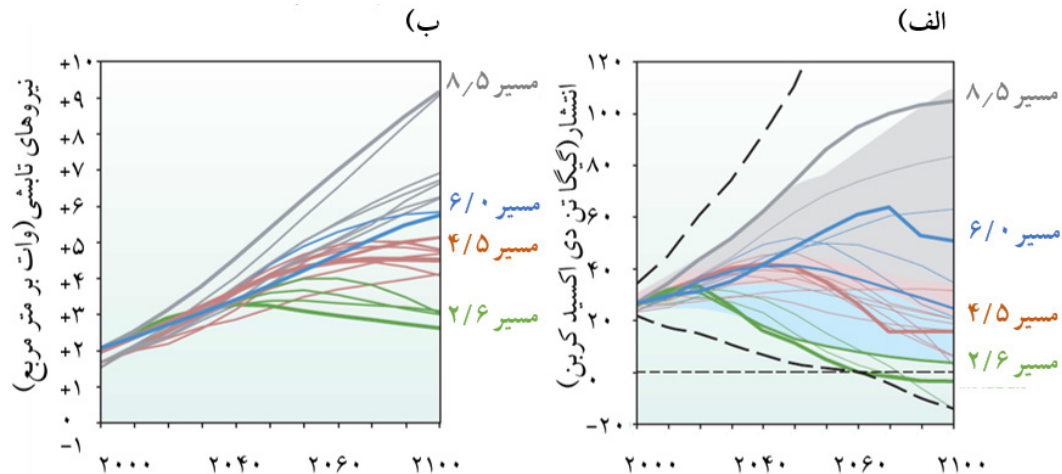 الف)
انتشار(گیگا تن دی اکسید کربن)
۱۲۰
۱۰۰
۸۰
۶۰
۴۰
۲۰
۰
-۲۰
۲۰۰۰ ۲۰۴۰ ۲۰۶۰ ۲۱۰۰
مسیر ۸٫۵
مسیر ۶/۰
مسیر ۴/۵
مسیر ۲/۶
ب)
نیروهای تابشی(وات بر متر مربع)
+۱۰
+۹
+۸
+۷
+۶
+۵
+۴
+۳
+۲
+۱
۰
-۱
۲۰۰۰ ۲۰۴۰ ۲۰۶۰ ۲۱۰۰
مسیر ۸٫۵
مسیر ۶/۰
مسیر ۴/۵
مسیر ۲/۶